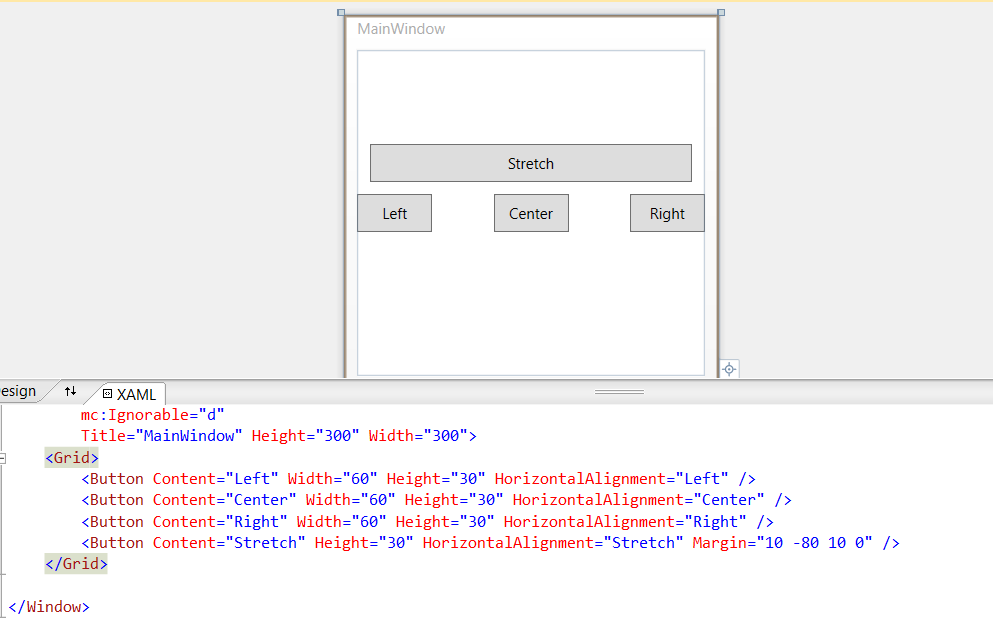 MainWindow
Stretch
Left Center Right
esign XAML
mc:Ignorable="d"
Title="MainWindow" Height="300" Width="300">
<Grid>
<Button Content="Left" Width="60" Height="30" HorizontalAlignment="Left" />
<Button Content="Center" Width="60" Height="30" HorizontalAlignment="Center" />
<Button Content="Right" Width="60" Height="30" HorizontalAlignment="Right" />
<Button Content="Stretch" Height="30" HorizontalAlignment="Stretch" Margin="10 -80 10 0" />
</Grid>
</Window>